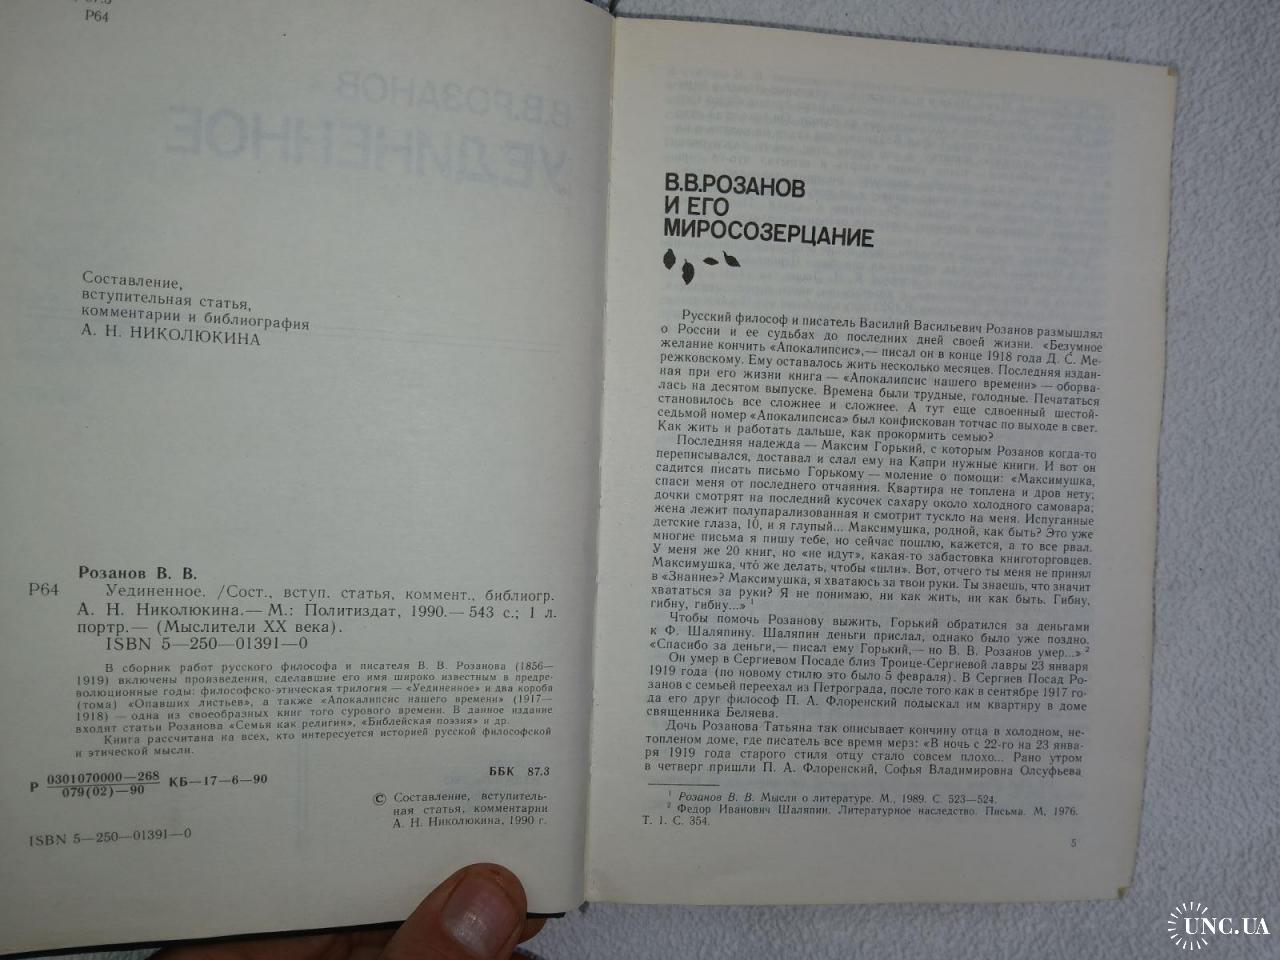 Р64
Составление,
вступительная статья,
комментарии и библиография
А. Н. НИКОЛЮКИНА
Розанов В. В.
Р64 Уединенное. /Сост., вступ. статья, коммент., библиогр.
А. Н. Николюкина.— М.: Политиздат, 1990.— 543 с.; 1 л.
портр.— (Мыслители XX века).
ISBN 5—250—01391—0
В сборник работ русского философа и писателя В. В. Розанова (1856—
1919) включены произведения, сделавшие его имя широко известным в предре-
волюционные годы: философско-этическая трилогия — «Уединенное» и два короба
(тома) «Опавших листьев», а также «Апокалипсис нашего времени» (1917—
1918) — одна из своеобразных книг того сурового времени. В данное издание
входят статьи Розанова «Семья как религия», «Библейская поэзия» и др.
Книга рассчитана на всех, кто интересуется историей русской философской
и этической мысли.
Р 0301070000—268 КБ—17—6—90
079(02)—90
ББК 87.3
© Составление, вступитель-
ная статья, комментарии
А. Н. Николюкина, 1990 г.
ISBN 5—250—01391—0
В.В.РОЗАНОВ
И ЕГО
МИРОСОЗЕРЦАНИЕ
Русский философ и писатель Василий Васильевич Розанов размышлял
о России и ее судьбах до последних дней своей жизни. «Безумное
желание кончить «Апокалипсис»,— писал он в конце 1918 года Д. С. Ме-
режковскому. Ему оставалось жить несколько месяцев. Последняя издан-
ная при его жизни книга — «Апокалипсис нашего времени» — оборва-
лась на десятом выпуске. Времена были трудные, голодные. Печататься
становилось все сложнее и сложнее. А тут еще сдвоенный шестой-
седьмой номер «Апокалипсиса» был конфискован тотчас по выходе в свет.
Как жить и работать дальше, как прокормить семью?
Последняя надежда — Максим Горький, с которым Розанов когда-то
переписывался, доставал и слал ему на Капри нужные книги. И вот он
садится писать письмо Горькому — моление о помощи: «Максимушка,
спаси меня от последнего отчаяния. Квартира не топлена и дров нету;
дочки смотрят на последний кусочек сахару около холодного самовара;
жена лежит полупарализованная и смотрит тускло на меня. Испуганные
детские глаза, 10, и я глупый... Максимушка, родной, как быть? Это уже
многие письма я пишу тебе, но сейчас пошлю, кажется, а то все рвал.
У меня же 20 книг, но «не идут», какая-то забастовка книготорговцев.
Максимушка, что же делать, чтобы «шли». Вот, отчего ты меня не принял
в «Знание»? Максимушка, я хватаюсь за твои руки. Ты знаешь, что значит
хвататься за руки? Я не понимаю, ни как жить, ни как быть. Гибну,
гибну, гибну...» 1
Чтобы помочь Розанову выжить, Горький обратился за деньгами
к Ф. Шаляпину. Шаляпин деньги прислал, однако было уже поздно.
«Спасибо за деньги,— писал ему Горький,— но В. В. Розанов умер...» 2
Он умер в Сергиевом Посаде близ Троице-Сергиевой лавры 23 января
1919 года (по новому стилю это было 5 февраля). В Сергиев Посад Ро-
занов с семьей переехал из Петрограда, после того как в сентябре 1917 го-
да его друг философ П. А. Флоренский подыскал им квартиру в доме
священника Беляева.
Дочь Розанова Татьяна так описывает кончину отца в холодном, не-
топленом доме, где писатель все время мерз: «В ночь с 22-го на 23 янва-
ря 1919 года старого стиля отцу стало совсем плохо... Рано утром
в четверг пришли П. А. Флоренский, Софья Владимировна Олсуфьева
1 Розанов В. В. Мысли о литературе. М., 1989. С. 523—524.
2 Федор Иванович Шаляпин. Литературное наследство. Письма. М, 1976.
Т. 1. С. 354.
5
UNC.UA